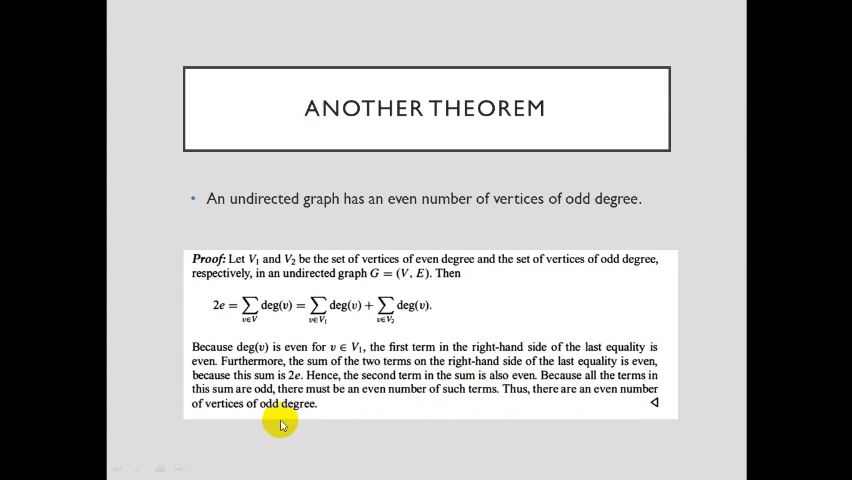 ANOTHER THEOREM
• An undirected graph has an even number of vertices of odd degree.
Proof: Let V₁ and V₂ be the set of vertices of even degree and the set of vertices of odd degree,
respectively, in an undirected graph G = (V, E). Then
2e = ∑_{v∈V} deg(v) = ∑_{v∈V₁} deg(v) + ∑_{v∈V₂} deg(v).
Because deg(v) is even for v ∈ V₁, the first term in the right-hand side of the last equality is
even. Furthermore, the sum of the two terms on the right-hand side of the last equality is even,
because this sum is 2e. Hence, the second term in the sum is also even. Because all the terms in
this sum are odd, there must be an even number of such terms. Thus, there are an even number
of vertices of odd degree. ◁